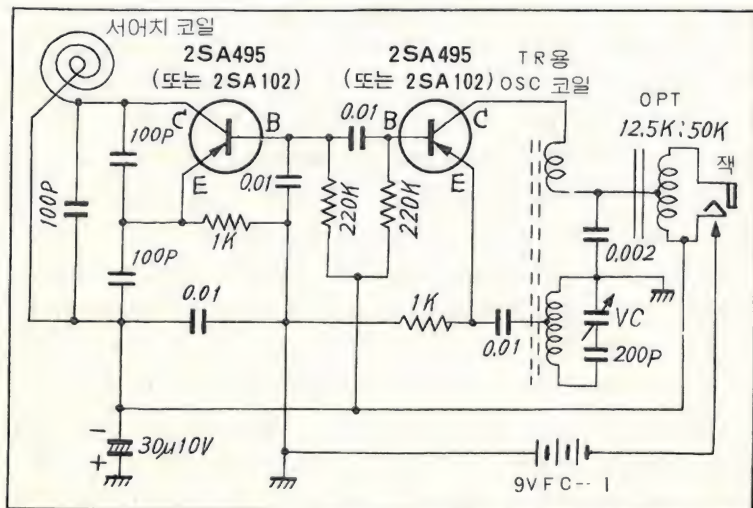 서어치 코일
2SA495
(또는 2SA102)
2SA495
(또는 2SA102)
TR용
OSC 코일
OPT
12.5K:50K
잭
C
B
E
100P
100P
100P
1K
0.01
0.01
220K
220K
0.01
B
C
E
1K
0.01
0.002
VC
200P
-
+
30μ10V
9V FC-1